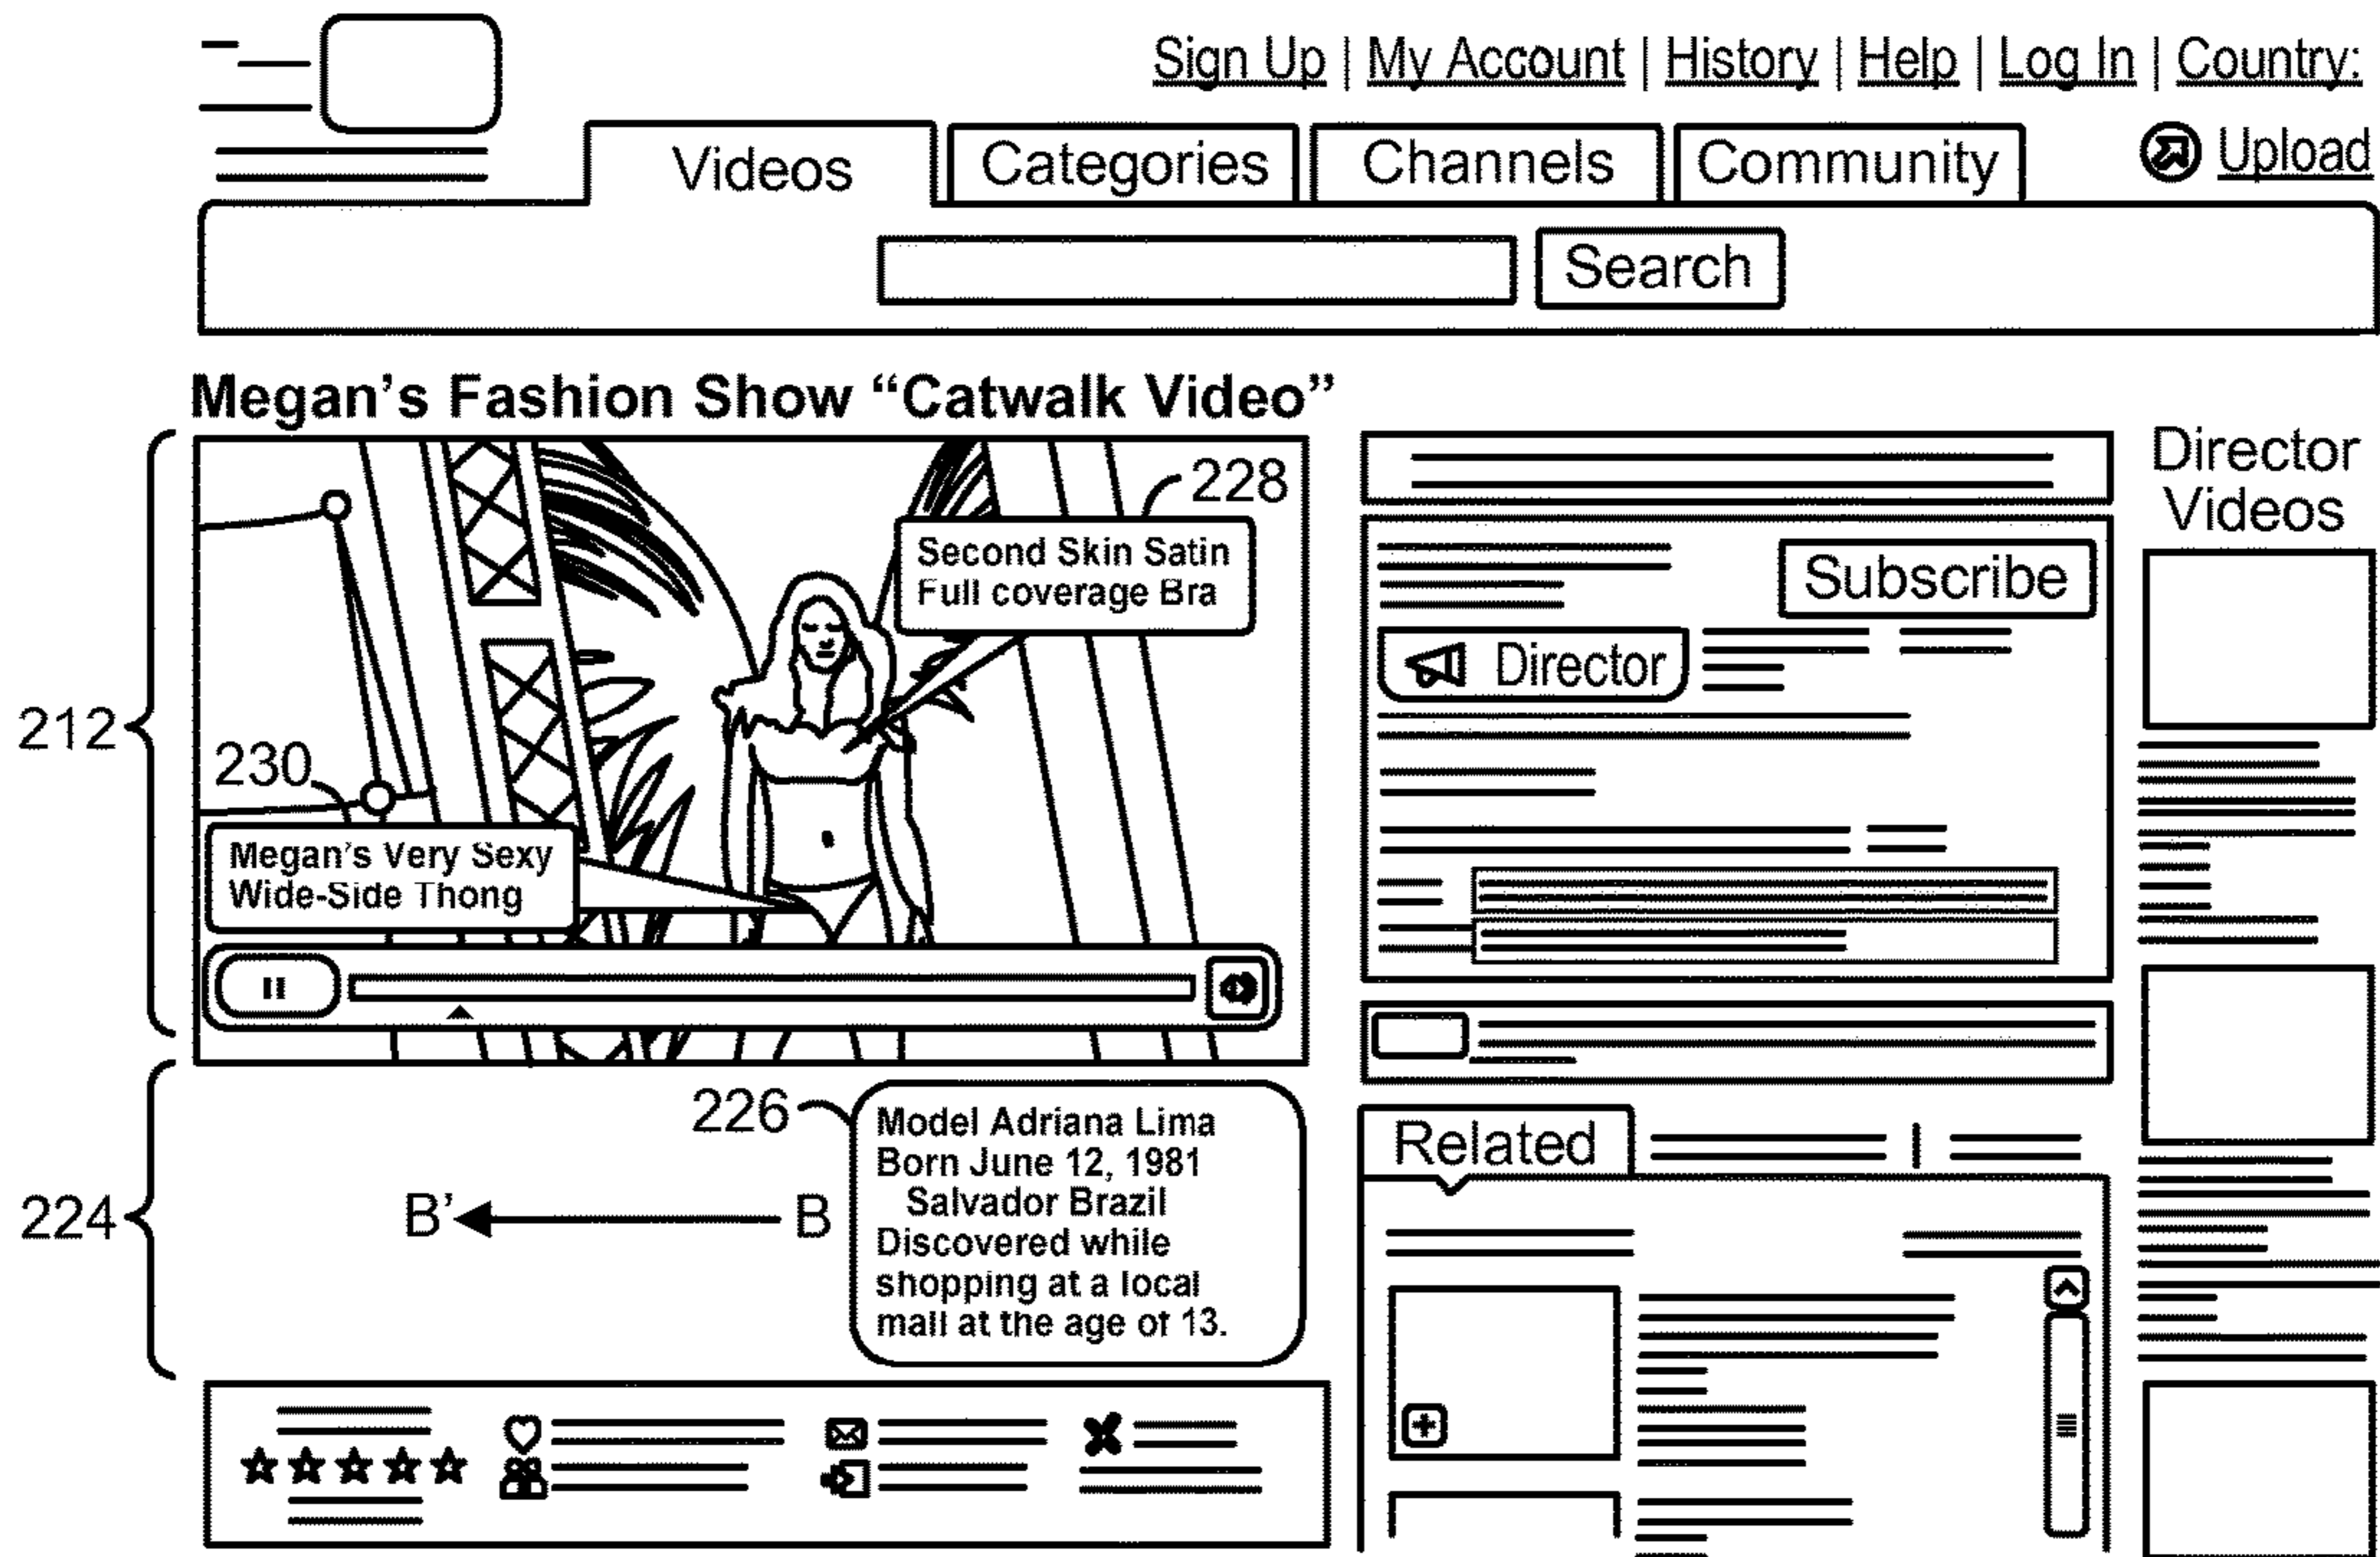 Sign Up | My Account | History | Help | Log In | Country:
Videos
Categories
Channels
Community
Upload
Search
Megan's Fashion Show “Catwalk Video”
212
228
Second Skin Satin
Full coverage Bra
230
Megan's Very Sexy
Wide-Side Thong
Subscribe
Director
Director
Videos
224
226
Model Adriana Lima
Born June 12, 1981
Salvador Brazil
Discovered while
shopping at a local
mall at the age of 13.
B' B
Related